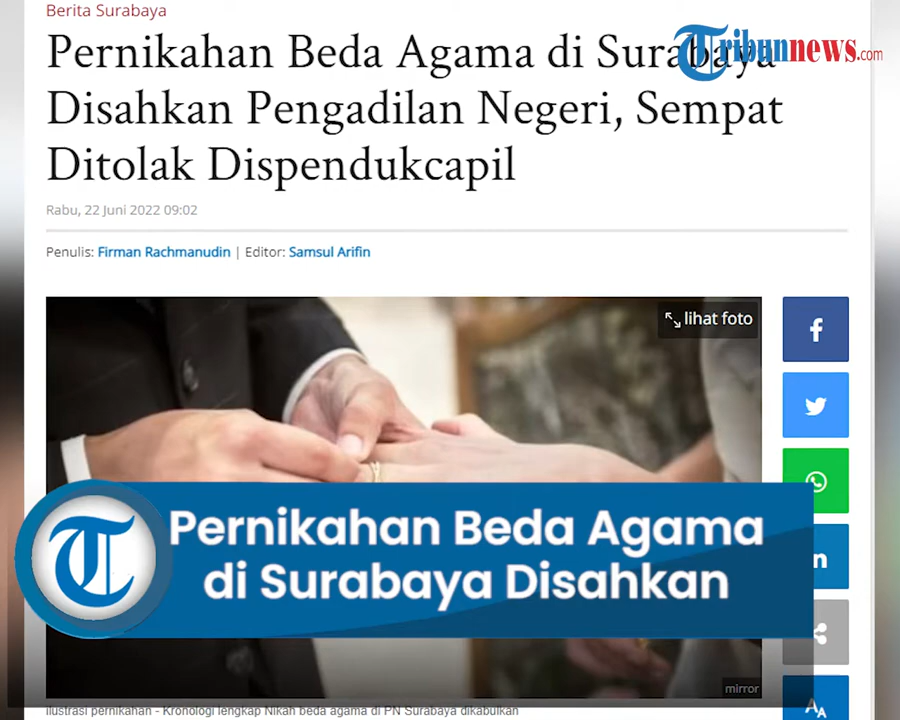 Berita Surabaya
Pernikahan Beda Agama di Surabaya
Tribunnews.com
Disahkan Pengadilan Negeri, Sempat
Ditolak Dispendukcapil
Rabu, 22 Juni 2022 09:02
Penulis: Firman Rachmanudin | Editor: Samsul Arifin
lihat foto
Pernikahan Beda Agama
di Surabaya Disahkan
mirror
Ilustrasi pernikahan - Kronologi lengkap Nikah beda agama di PN Surabaya dikabulkan